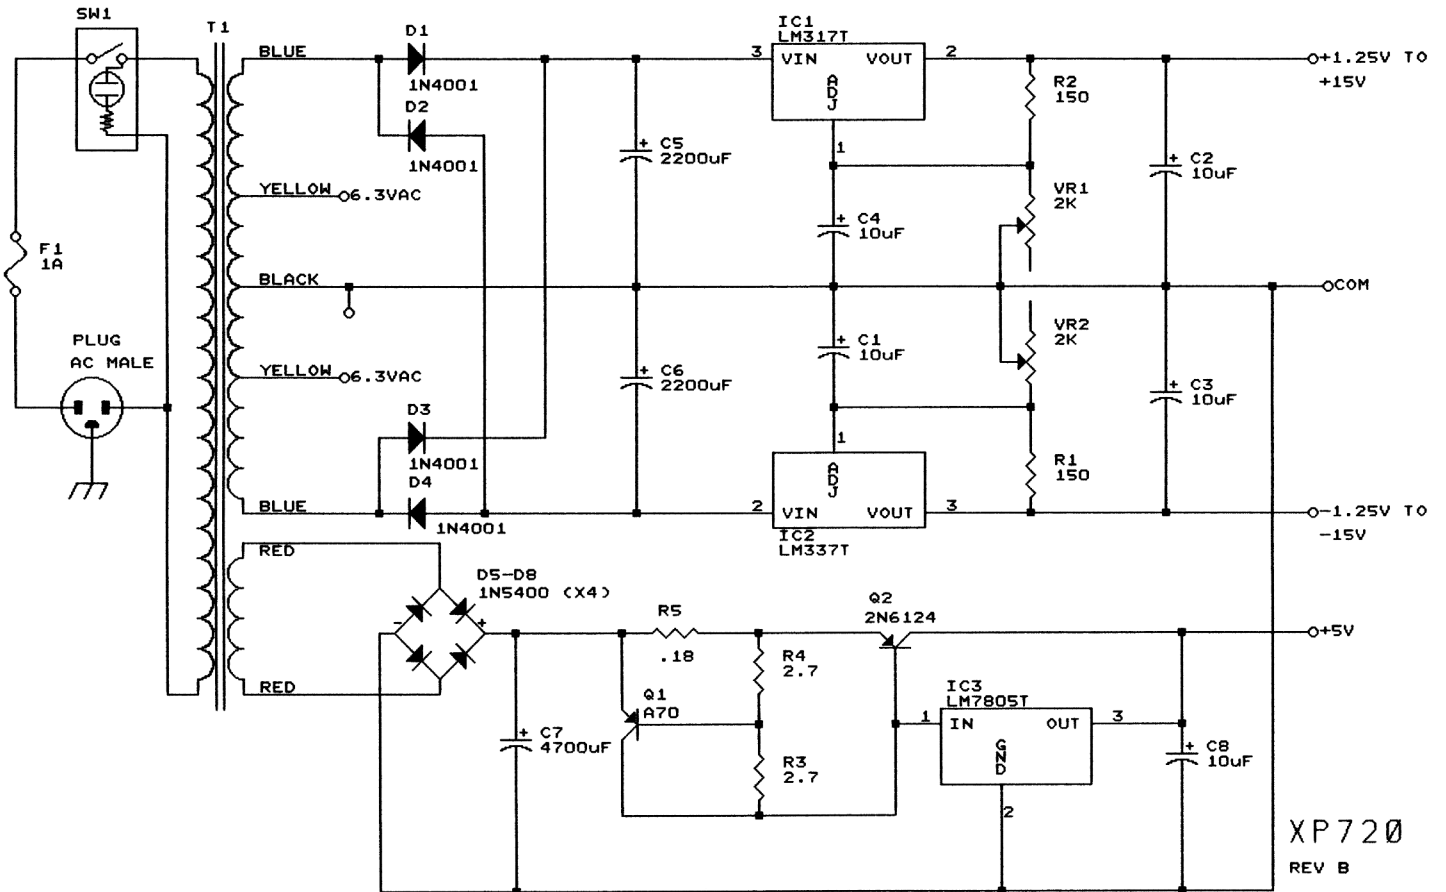 SW1
T1
BLUE
D1
1N4001
D2
1N4001
IC1
LM317T
3
VIN
VOUT
ADJ
2
1
+1.25V TO
+15V
R2
150
C5
2200uF
C2
10uF
YELLOW
6.3VAC
VR1
2K
C4
10uF
F1
1A
BLACK
COM
PLUG
AC MALE
YELLOW
6.3VAC
C6
2200uF
C1
10uF
VR2
2K
C3
10uF
D3
1N4001
D4
1N4001
BLUE
1
ADJ
2
VIN
VOUT
3
IC2
LM337T
R1
150
-1.25V TO
-15V
RED
D5-D8
1N5400 (X4)
-
+
RED
R5
.18
Q2
2N6124
+5V
R4
2.7
Q1
A70
C7
4700uF
R3
2.7
IC3
LM7805T
1
IN
OUT
3
GND
2
C8
10uF
XP720
REV B